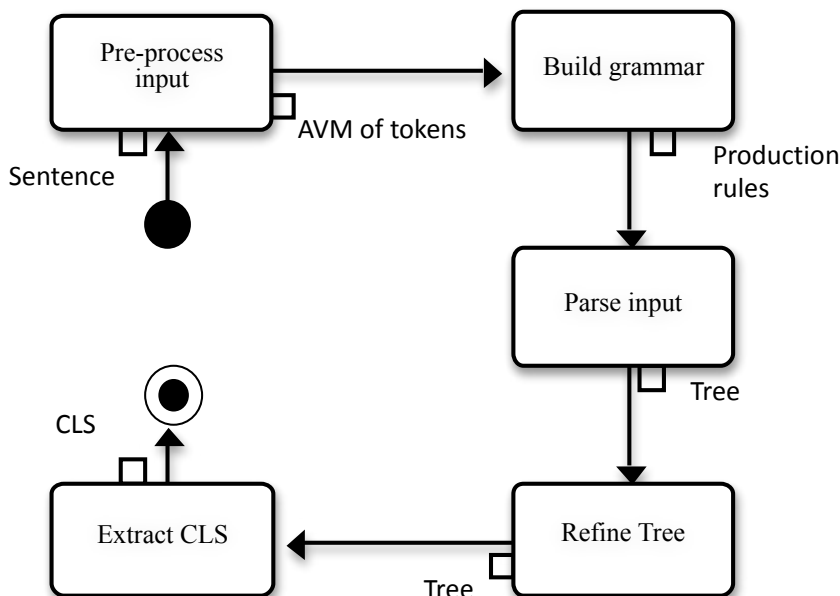 Pre-process
input
Build grammar
AVM of tokens
Sentence
Production
rules
Parse input
Tree
CLS
Extract CLS
Refine Tree
Tree